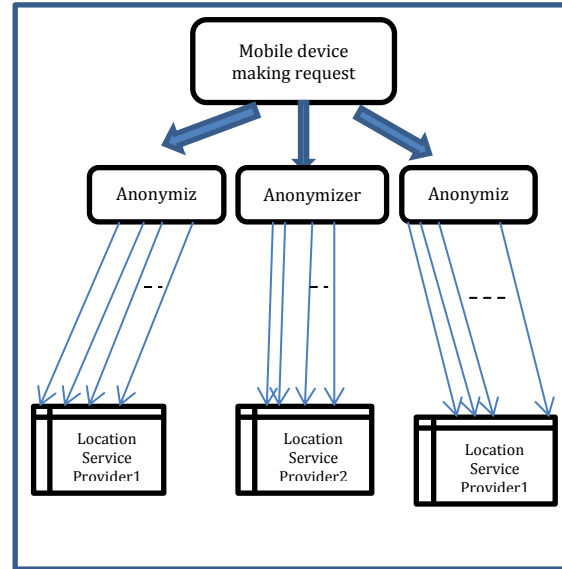 Mobile device
making request
Anonymiz
Anonymizer
Anonymiz
Location
Service
Provider1
Location
Service
Provider2
Location
Service
Provider1